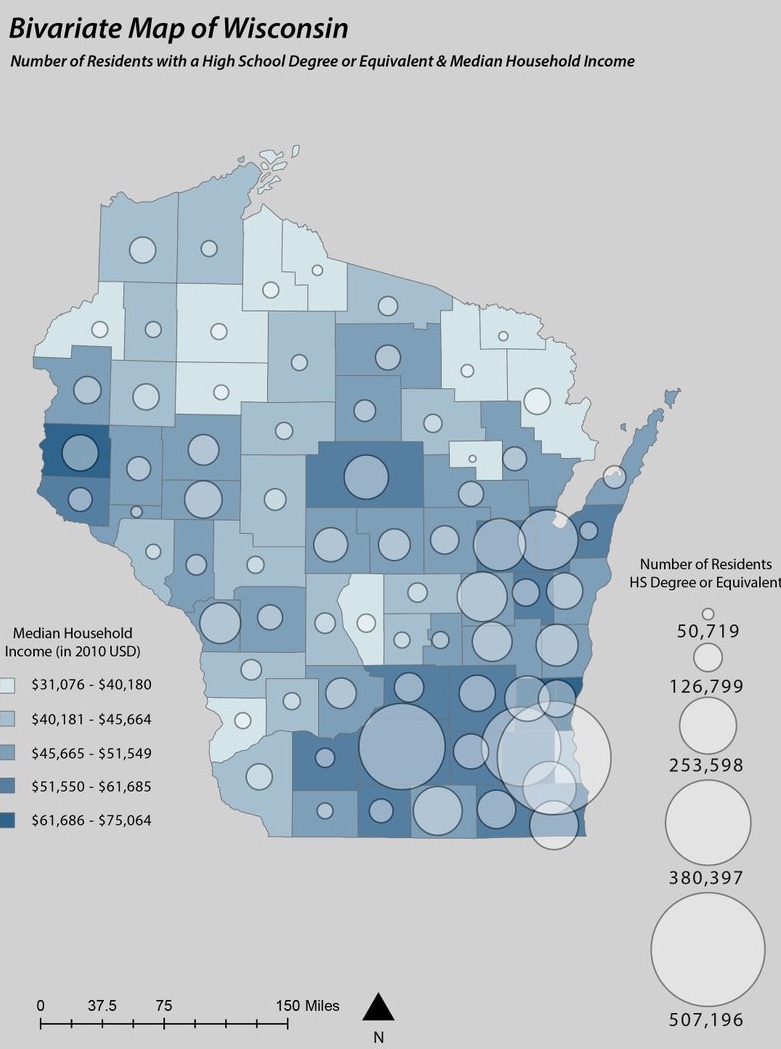 Bivariate Map of Wisconsin
Number of Residents with a High School Degree or Equivalent & Median Household Income
Number of Residents
HS Degree or Equivalent
50,719
126,799
253,598
380,397
507,196
Median Household
Income (in 2010 USD)
$31,076 - $40,180
$40,181 - $45,664
$45,665 - $51,549
$51,550 - $61,685
$61,686 - $75,064
0 37.5 75 150 Miles
N